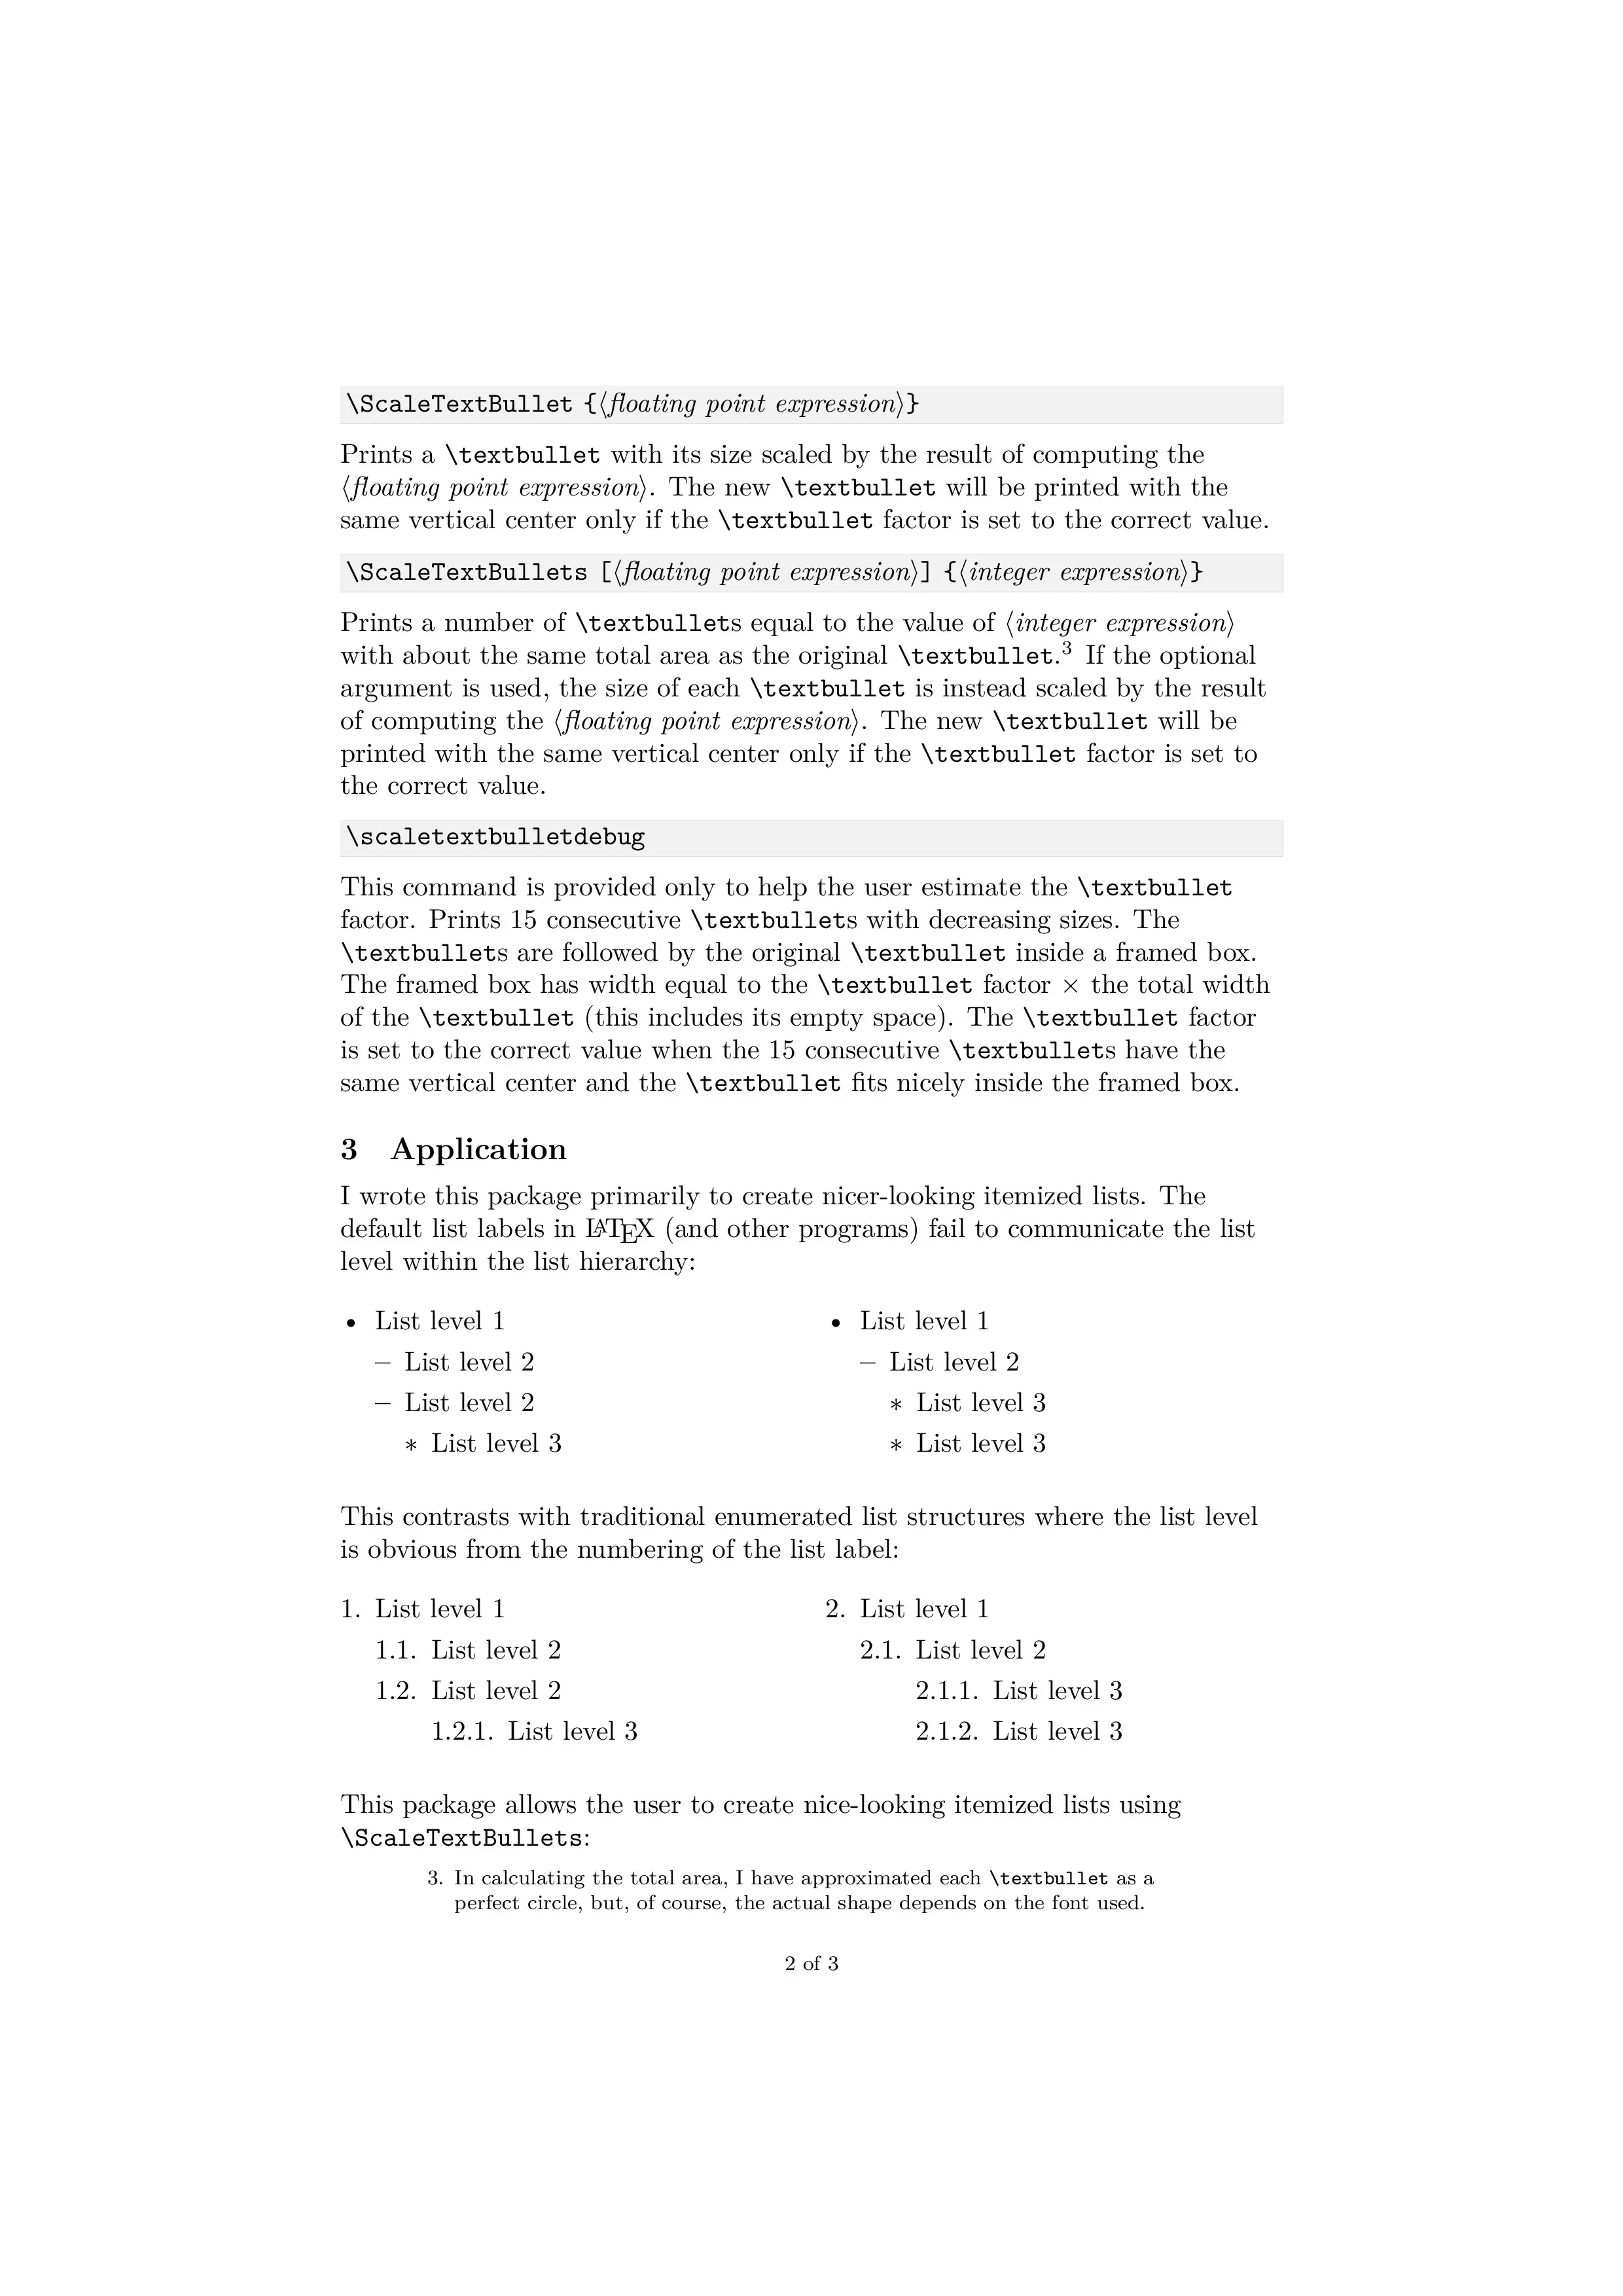 \ScaleTextBullet {⟨floating point expression⟩}
Prints a \textbullet with its size scaled by the result of computing the
⟨floating point expression⟩. The new \textbullet will be printed with the
same vertical center only if the \textbullet factor is set to the correct value.
\ScaleTextBullets [⟨floating point expression⟩] {⟨integer expression⟩}
Prints a number of \textbullets equal to the value of ⟨integer expression⟩
with about the same total area as the original \textbullet.³ If the optional
argument is used, the size of each \textbullet is instead scaled by the result
of computing the ⟨floating point expression⟩. The new \textbullet will be
printed with the same vertical center only if the \textbullet factor is set to
the correct value.
\scaletextbulletdebug
This command is provided only to help the user estimate the \textbullet
factor. Prints 15 consecutive \textbullets with decreasing sizes. The
\textbullets are followed by the original \textbullet inside a framed box.
The framed box has width equal to the \textbullet factor × the total width
of the \textbullet (this includes its empty space). The \textbullet factor
is set to the correct value when the 15 consecutive \textbullets have the
same vertical center and the \textbullet fits nicely inside the framed box.
3 Application
I wrote this package primarily to create nicer-looking itemized lists. The
default list labels in LATEX (and other programs) fail to communicate the list
level within the list hierarchy:
• List level 1
– List level 2
– List level 2
∗ List level 3
• List level 1
– List level 2
∗ List level 3
∗ List level 3
This contrasts with traditional enumerated list structures where the list level
is obvious from the numbering of the list label:
1. List level 1
1.1. List level 2
1.2. List level 2
1.2.1. List level 3
2. List level 1
2.1. List level 2
2.1.1. List level 3
2.1.2. List level 3
This package allows the user to create nice-looking itemized lists using
\ScaleTextBullets:
3. In calculating the total area, I have approximated each \textbullet as a
perfect circle, but, of course, the actual shape depends on the font used.
2 of 3